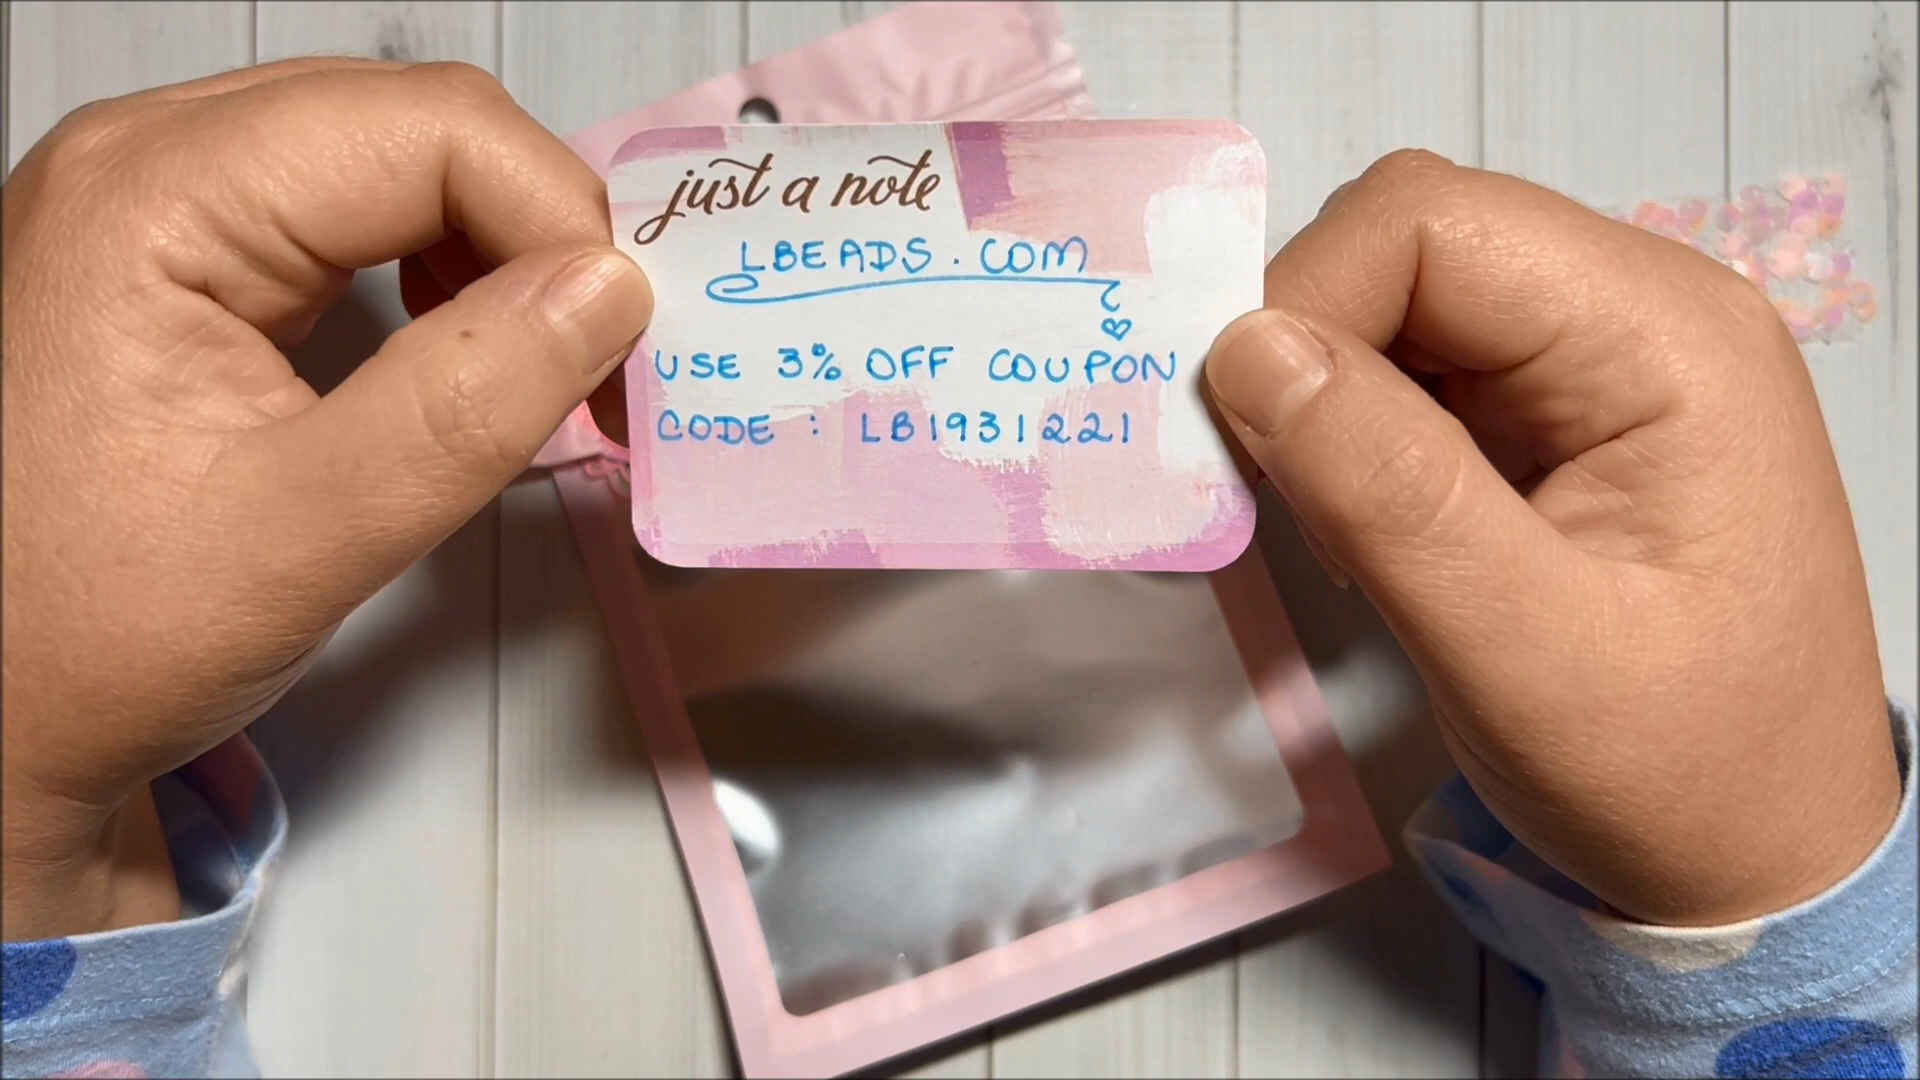 just a note
LBEADS.COM
USE 3% OFF COUPON
CODE : LB1931221